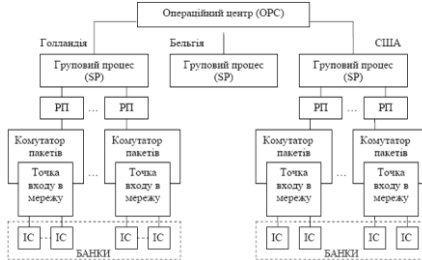 Операційний центр (ОРС)
Голландія Бельгія США
Груповий процес (SP) Груповий процес (SP) Груповий процес (SP)
РП ... РП РП ... РП
Комутатор пакетів Комутатор пакетів Комутатор пакетів Комутатор пакетів
... ...
Точка входу в мережу Точка входу в мережу Точка входу в мережу Точка входу в мережу
ІС ІС ІС ІС ІС ІС ІС ІС
БАНКИ БАНКИ